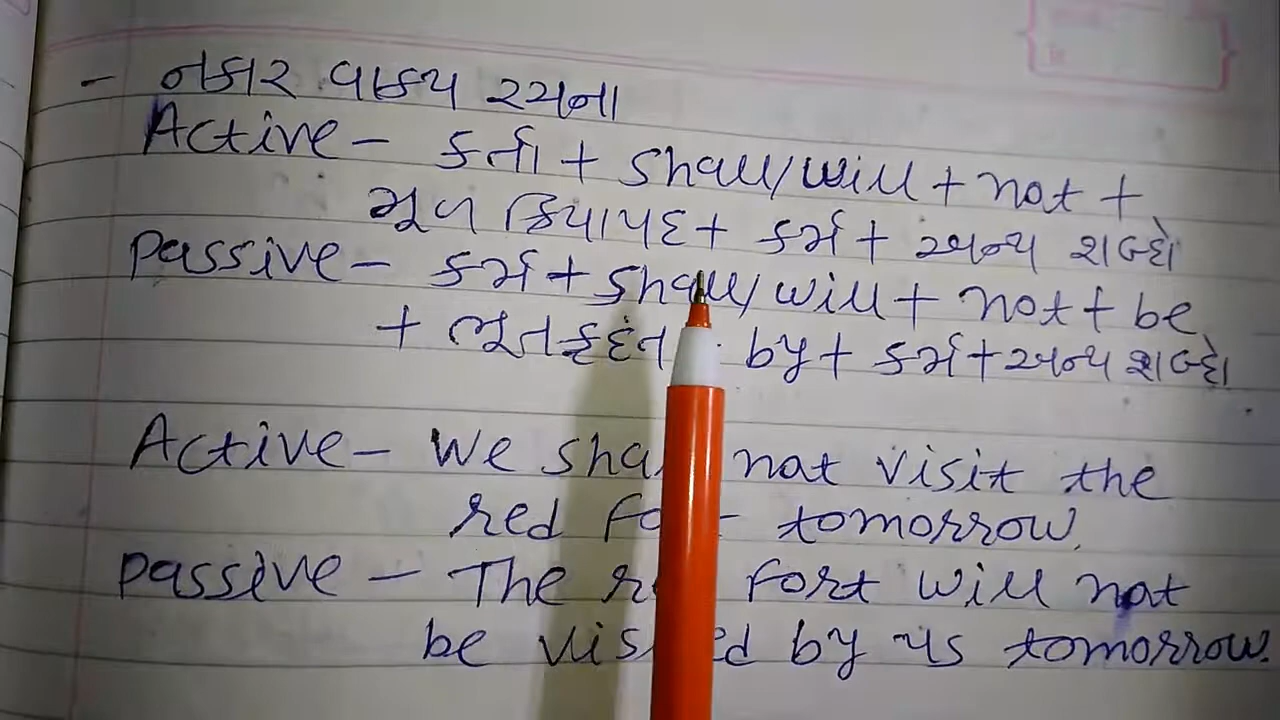 - નકાર વાક્ય રચના
Active - કર્તા + shall/will + not +
મૂળ ક્રિયાપદ + કર્મ + અન્ય શબ્દો
Passive - કર્મ + shall/will + not + be
+ ભૂતકૃદંત by + કર્મ + અન્ય શબ્દો
Active - We not visit the
red tomorrow.
Passive - The fort will not
be by us tomorrow.